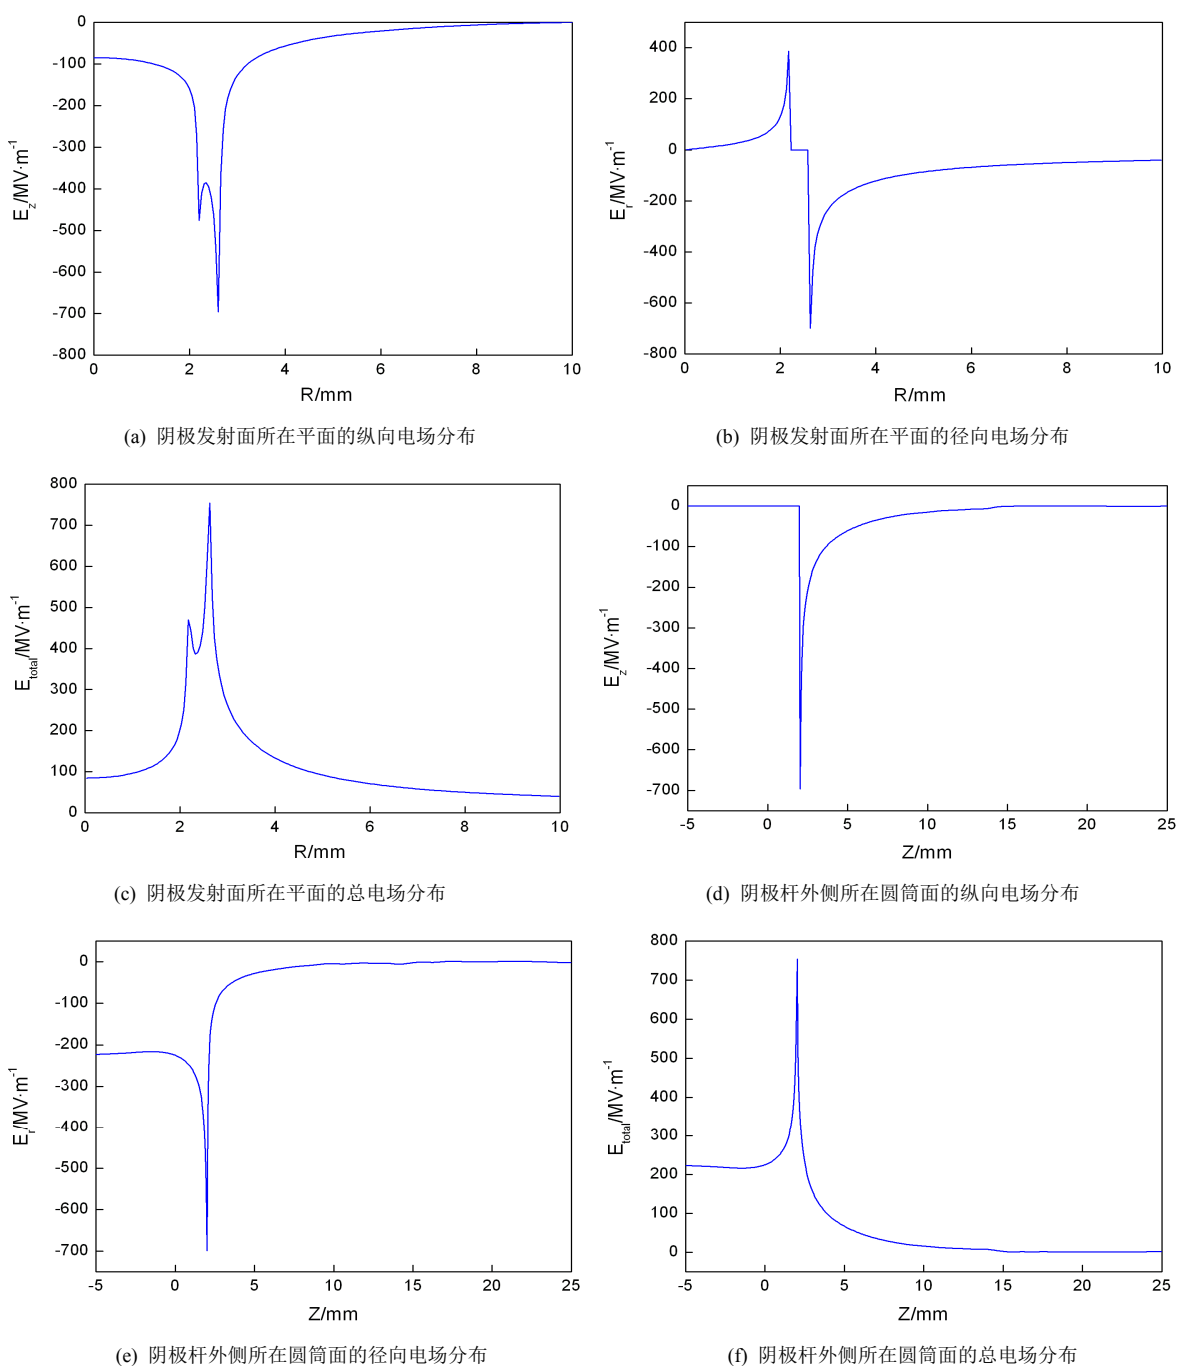 E_z/MV·m^-1
0
-100
-200
-300
-400
-500
-600
-700
-800
0 2 4 6 8 10
R/mm
(a) 阴极发射面所在平面的纵向电场分布
E_r/MV·m^-1
400
200
0
-200
-400
-600
-800
0 2 4 6 8 10
R/mm
(b) 阴极发射面所在平面的径向电场分布
E_total/MV·m^-1
800
700
600
500
400
300
200
100
0
0 2 4 6 8 10
R/mm
(c) 阴极发射面所在平面的总电场分布
E_z/MV·m^-1
0
-100
-200
-300
-400
-500
-600
-700
-5 0 5 10 15 20 25
Z/mm
(d) 阴极杆外侧所在圆筒面的纵向电场分布
E_r/MV·m^-1
0
-100
-200
-300
-400
-500
-600
-700
-5 0 5 10 15 20 25
Z/mm
(e) 阴极杆外侧所在圆筒面的径向电场分布
E_total/MV·m^-1
800
700
600
500
400
300
200
100
0
-5 0 5 10 15 20 25
Z/mm
(f) 阴极杆外侧所在圆筒面的总电场分布